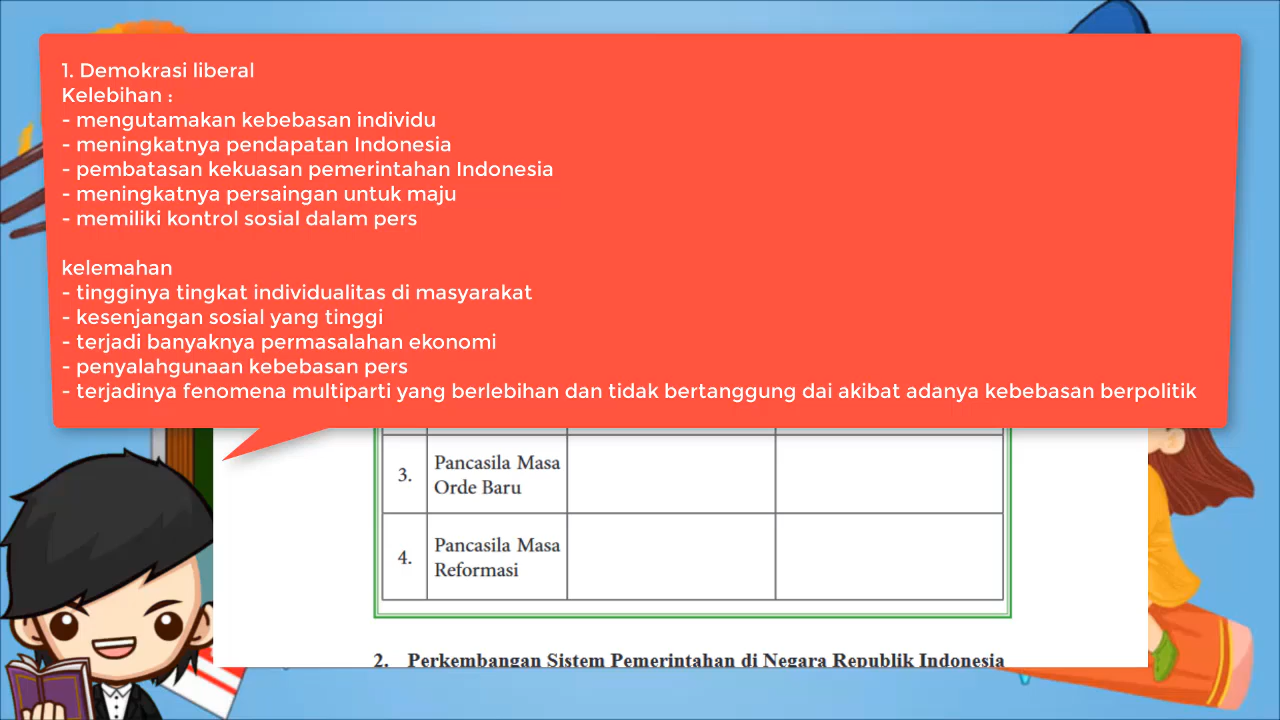 1. Demokrasi liberal
Kelebihan :
- mengutamakan kebebasan individu
- meningkatnya pendapatan Indonesia
- pembatasan kekuasan pemerintahan Indonesia
- meningkatnya persaingan untuk maju
- memiliki kontrol sosial dalam pers
kelemahan
- tingginya tingkat individualitas di masyarakat
- kesenjangan sosial yang tinggi
- terjadi banyaknya permasalahan ekonomi
- penyalahgunaan kebebasan pers
- terjadinya fenomena multiparti yang berlebihan dan tidak bertanggung dai akibat adanya kebebasan berpolitik
3. Pancasila Masa
Orde Baru
4. Pancasila Masa
Reformasi
2. Perkembangan Sistem Pemerintahan di Negara Republik Indonesia